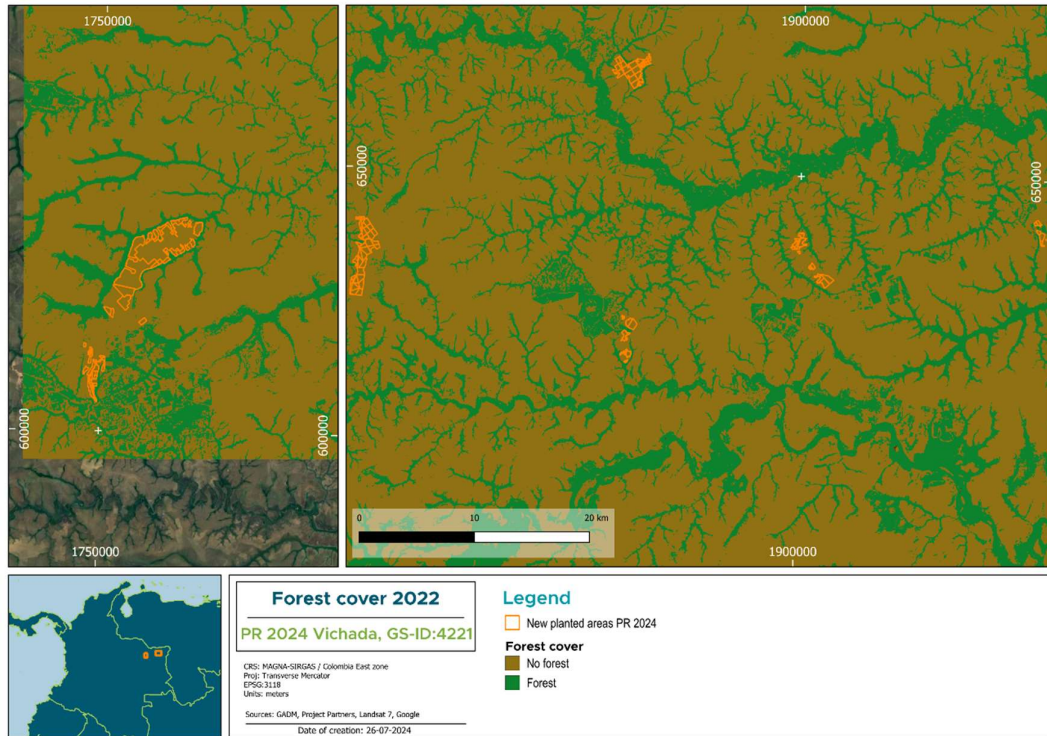 1750000
1900000
650000
650000
600000
600000
0 10 20 km
1750000
1900000
Forest cover 2022
PR 2024 Vichada, GS-ID:4221
CRS: MAGNA-SIRGAS / Colombia East zone
Proj: Transverse Mercator
EPSG:3118
Units: meters
Sources: GADM, Project Partners, Landsat 7, Google
Date of creation: 26-07-2024
Legend
New planted areas PR 2024
Forest cover
No forest
Forest